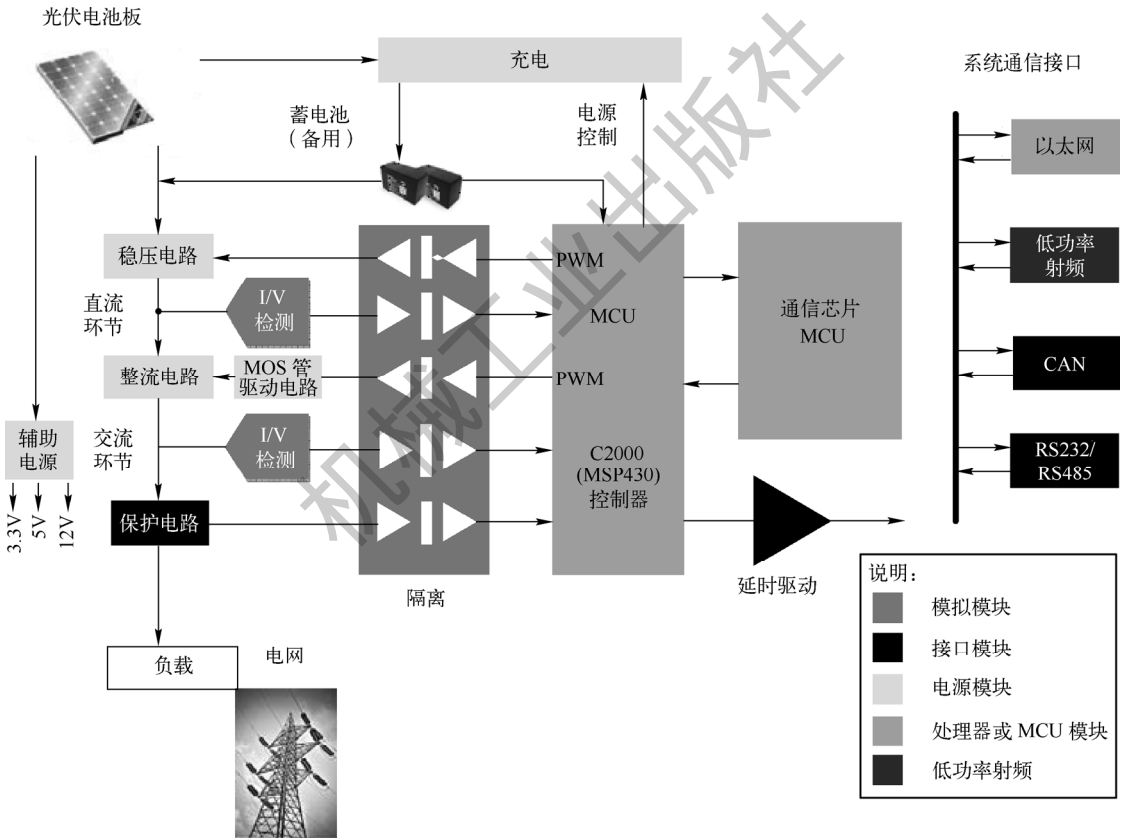 光伏电池板
充电
系统通信接口
蓄电池
（备用）
电源
控制
以太网
稳压电路
PWM
低功率
射频
直流
环节
I/V
检测
MCU
通信芯片
MCU
整流电路
MOS 管
驱动电路
PWM
CAN
辅助
电源
交流
环节
I/V
检测
C2000
(MSP430)
控制器
RS232/
RS485
3.3V
5V
12V
保护电路
隔离
延时驱动
负载
电网
说明：
模拟模块
接口模块
电源模块
处理器或 MCU 模块
低功率射频
机械工业出版社